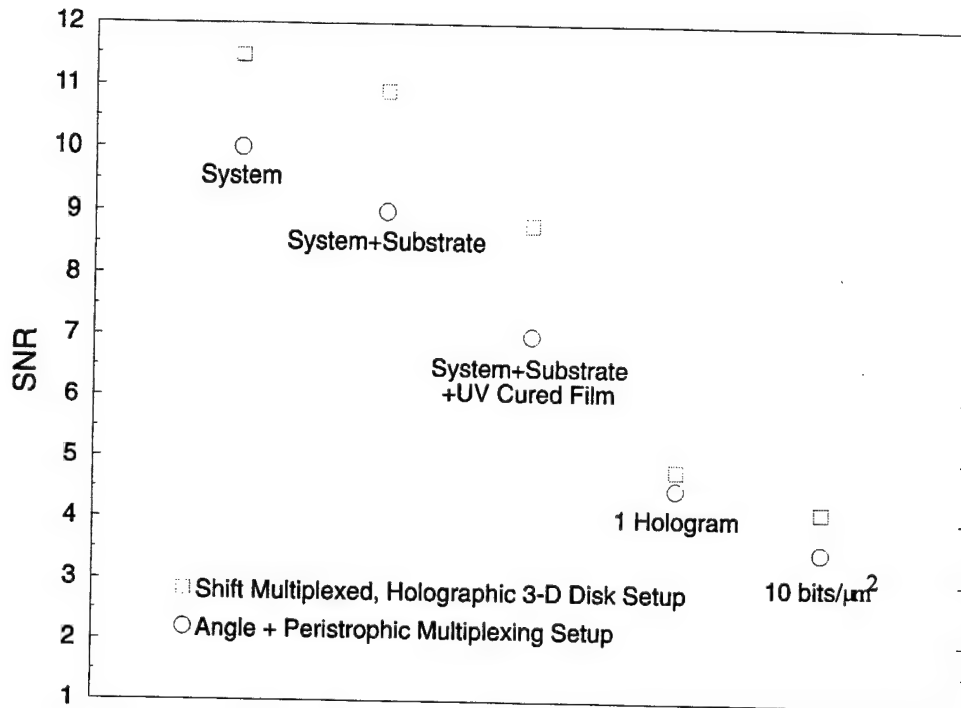 12
11
10
9
8
7
6
5
4
3
2
1
SNR
System
System+Substrate
System+Substrate
+UV Cured Film
1 Hologram
10 bits/μm²
Shift Multiplexed, Holographic 3-D Disk Setup
Angle + Peristrophic Multiplexing Setup